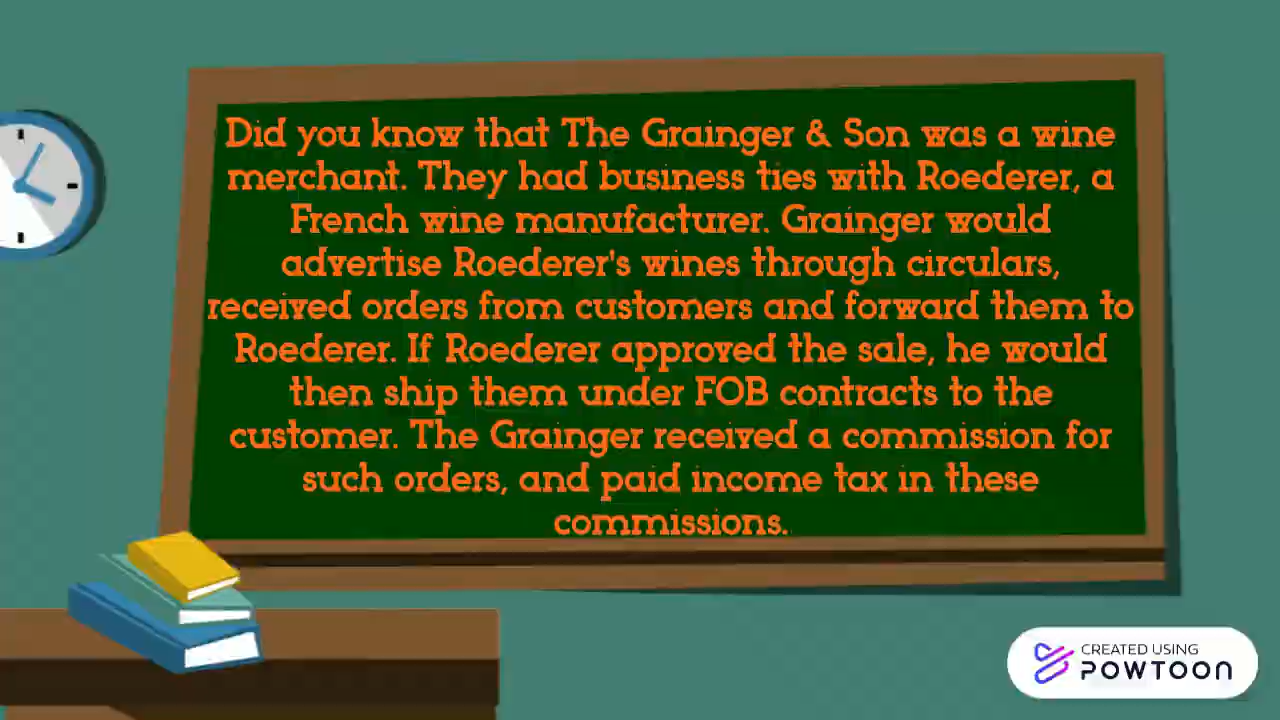 Did you know that The Grainger & Son was a wine
merchant. They had business ties with Roederer, a
French wine manufacturer. Grainger would
advertise Roederer's wines through circulars,
received orders from customers and forward them to
Roederer. If Roederer approved the sale, he would
then ship them under FOB contracts to the
customer. The Grainger received a commission for
such orders, and paid income tax in these
commissions.
CREATED USING
POWTOON